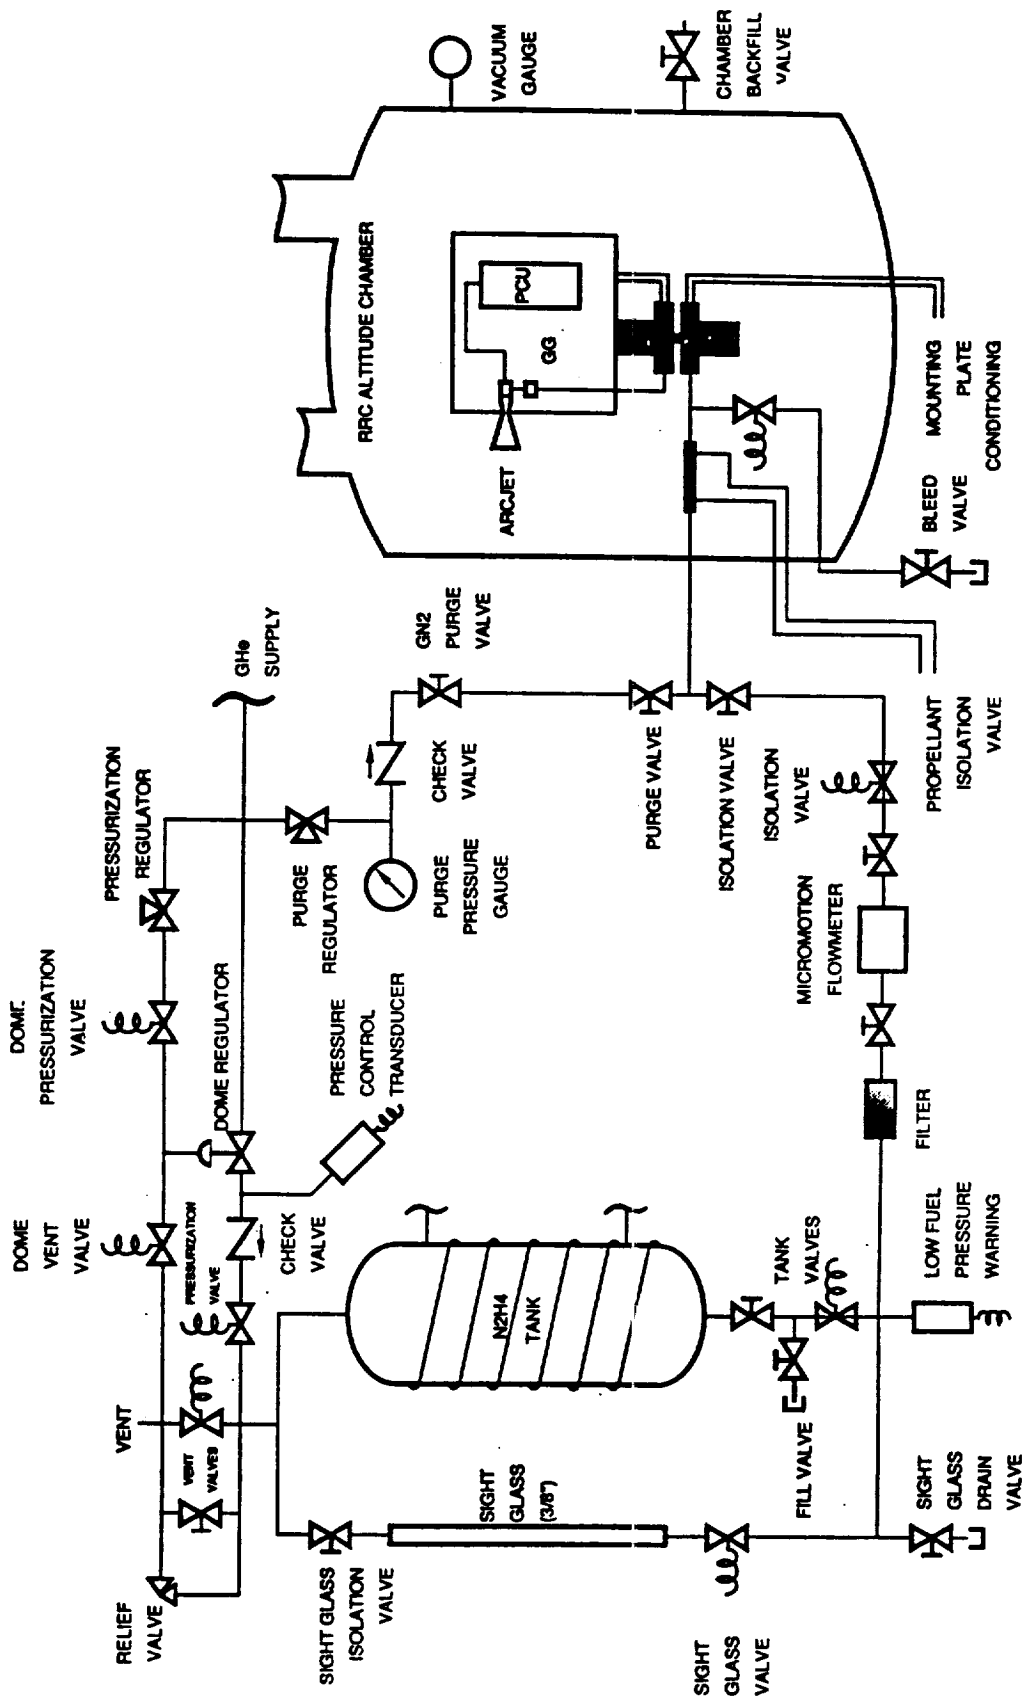 RELIEF
VALVE
VENT
VENT
VALVES
DOME
VENT
VALVE
PRESSURIZATION
VALVE
DOME
PRESSURIZATION
VALVE
DOME REGULATOR
PRESSURIZATION
REGULATOR
GHe
SUPPLY
CHECK
VALVE
PRESSURE
CONTROL
TRANSDUCER
PURGE
REGULATOR
PURGE
PRESSURE
GAUGE
CHECK
VALVE
GN2
PURGE
VALVE
RRC ALTITUDE CHAMBER
VACUUM
GAUGE
CHAMBER
BACKFILL
VALVE
ARCJET
GG
PCU
SIGHT GLASS
ISOLATION
VALVE
SIGHT
GLASS
(3/8")
N2H4
TANK
SIGHT
GLASS
VALVE
FILL VALVE
TANK
VALVES
PURGE VALVE
ISOLATION VALVE
ISOLATION
VALVE
MICROMOTION
FLOWMETER
FILTER
SIGHT
GLASS
DRAIN
VALVE
LOW FUEL
PRESSURE
WARNING
PROPELLANT
ISOLATION
VALVE
BLEED
VALVE
MOUNTING
PLATE
CONDITIONING